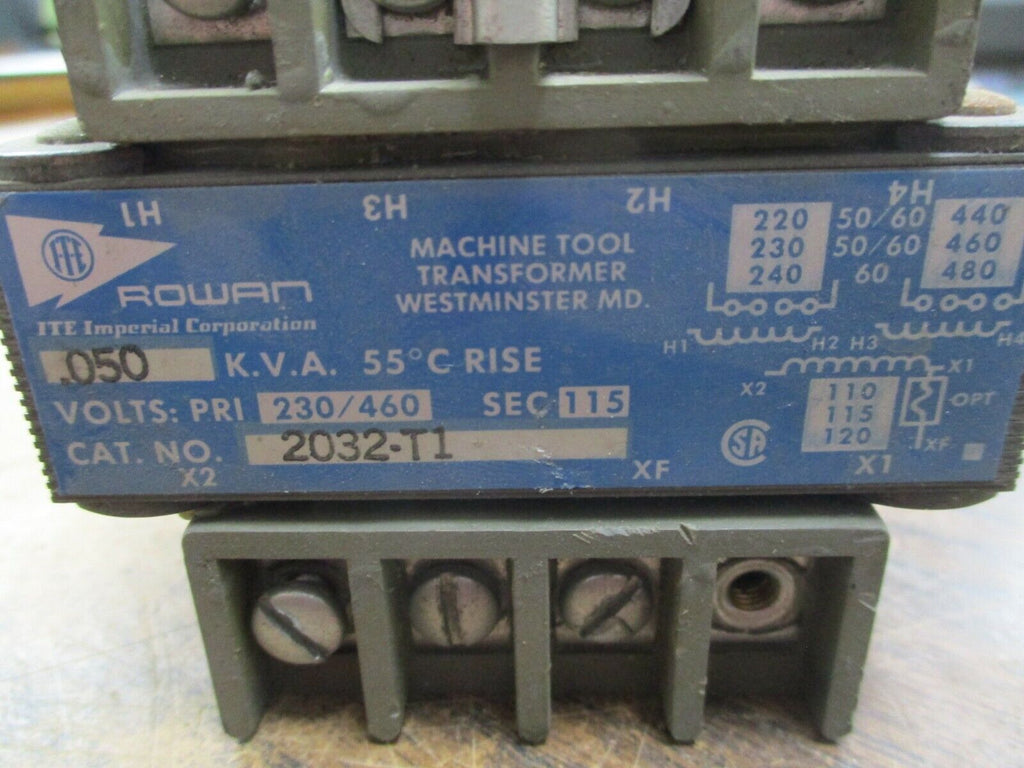 H1 H3 H2 H4
ITE
ROWAN
ITE Imperial Corporation
MACHINE TOOL
TRANSFORMER
WESTMINSTER MD.
220 50/60 440
230 50/60 460
240 60 480
H1 H2 H3 H4
X2 X1
.050 K.V.A. 55°C RISE
VOLTS: PRI 230/460 SEC 115
CAT. NO. 2032-T1
110
115
120
OPT
XF
SA
X2 XF X1